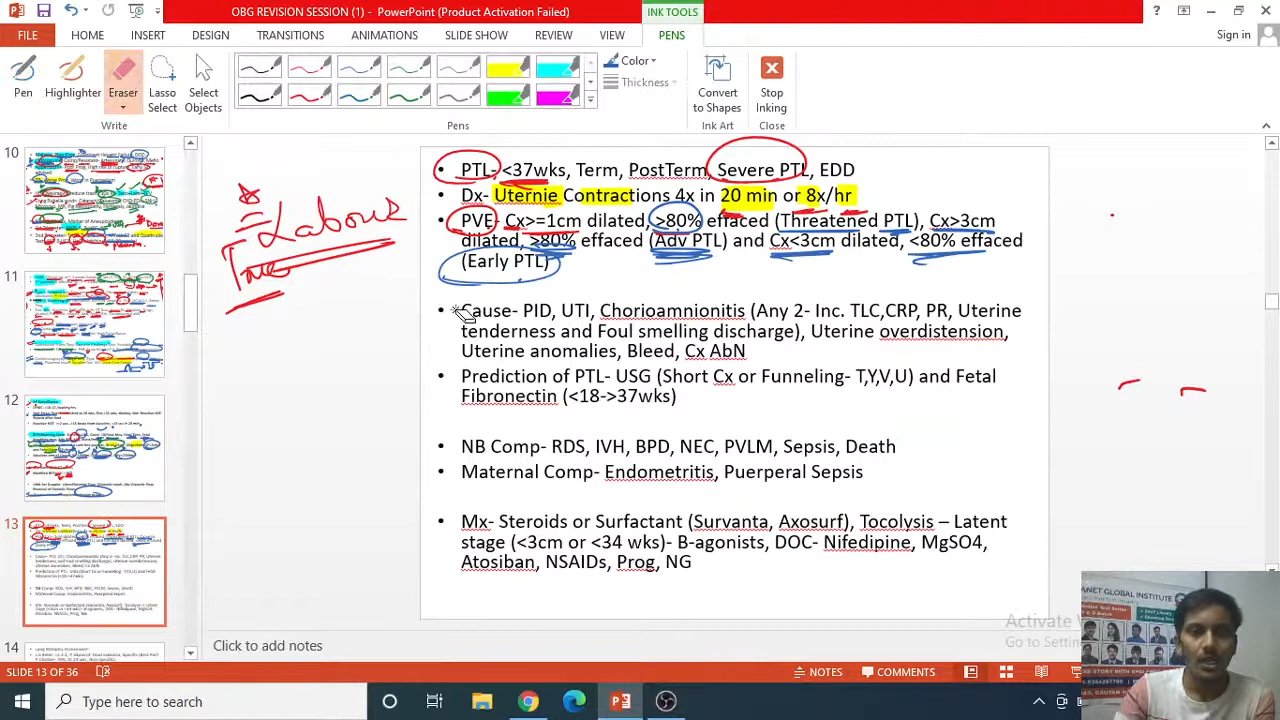 OBG REVISION SESSION (1) - PowerPoint (Product Activation Failed)
INK TOOLS
FILE HOME INSERT DESIGN TRANSITIONS ANIMATIONS SLIDE SHOW REVIEW VIEW PENS
Sign in
Pen Highlighter Eraser Lasso Select Select Objects
Color
Thickness
Convert to Shapes Stop Inking
Write Pens Ink Art Close
10
11
12
13
14
Labour
• PTL- <37wks, Term, PostTerm, Severe PTL, EDD
• Dx- Uternie Contractions 4x in 20 min or 8x/hr
• PVE- Cx>=1cm dilated, >80% effaced (Threatened PTL), Cx>3cm
dilated, >80% effaced (Adv PTL) and Cx<3cm dilated, <80% effaced
(Early PTL)
• Cause- PID, UTI, Chorioamnionitis (Any 2- Inc. TLC,CRP, PR, Uterine
tenderness and Foul smelling discharge), Uterine overdistension,
Uterine anomalies, Bleed, Cx AbN
• Prediction of PTL- USG (Short Cx or Funneling- T,Y,V,U) and Fetal
Fibronectin (<18->37wks)
• NB Comp- RDS, IVH, BPD, NEC, PVLM, Sepsis, Death
• Maternal Comp- Endometritis, Puerperal Sepsis
• Mx- Steroids or Surfactant (Survanta, Axosurf), Tocolysis – Latent
stage (<3cm or <34 wks)- B-agonists, DOC- Nifedipine, MgSO4,
Atosiban, NSAIDs, Prog, NG
Click to add notes
SLIDE 13 OF 36
NOTES COMMENTS
Type here to search